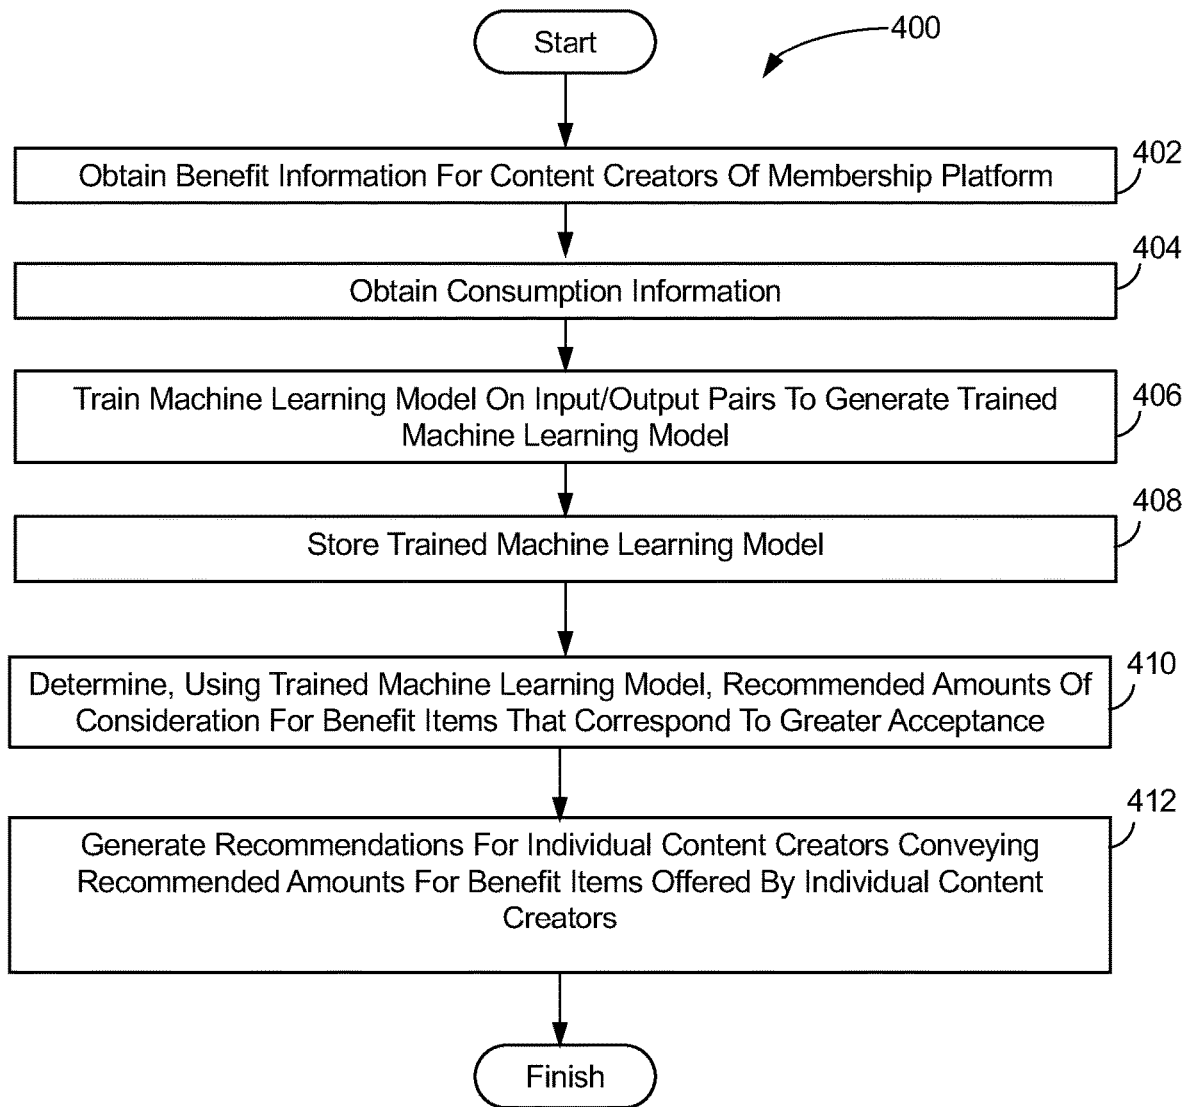 Start
400
402
Obtain Benefit Information For Content Creators Of Membership Platform
404
Obtain Consumption Information
406
Train Machine Learning Model On Input/Output Pairs To Generate Trained
Machine Learning Model
408
Store Trained Machine Learning Model
410
Determine, Using Trained Machine Learning Model, Recommended Amounts Of
Consideration For Benefit Items That Correspond To Greater Acceptance
412
Generate Recommendations For Individual Content Creators Conveying
Recommended Amounts For Benefit Items Offered By Individual Content
Creators
Finish